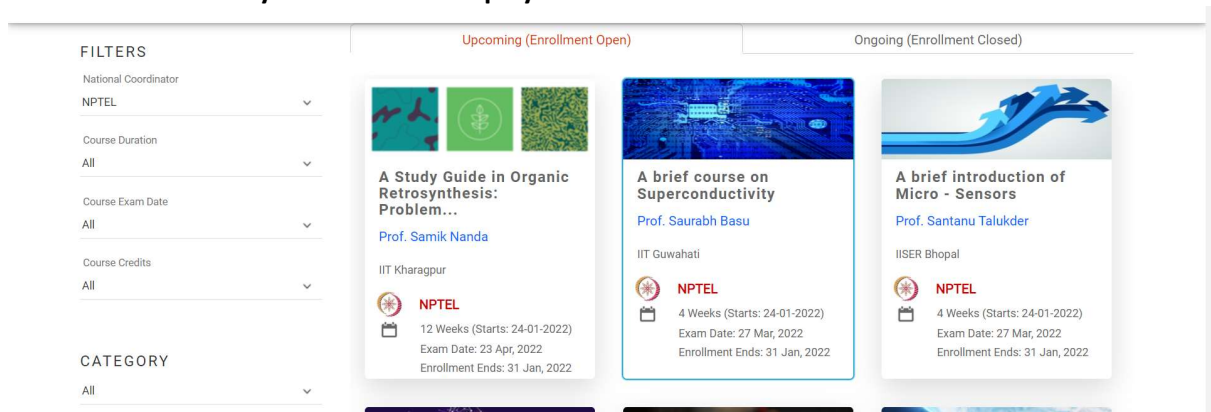 FILTERS
National Coordinator
NPTEL
Course Duration
All
Course Exam Date
All
Course Credits
All
CATEGORY
All
Upcoming (Enrollment Open)
Ongoing (Enrollment Closed)
A Study Guide in Organic
Retrosynthesis:
Problem...
Prof. Samik Nanda
IIT Kharagpur
NPTEL
12 Weeks (Starts: 24-01-2022)
Exam Date: 23 Apr, 2022
Enrollment Ends: 31 Jan, 2022
A brief course on
Superconductivity
Prof. Saurabh Basu
IIT Guwahati
NPTEL
4 Weeks (Starts: 24-01-2022)
Exam Date: 27 Mar, 2022
Enrollment Ends: 31 Jan, 2022
A brief introduction of
Micro - Sensors
Prof. Santanu Talukder
IISER Bhopal
NPTEL
4 Weeks (Starts: 24-01-2022)
Exam Date: 27 Mar, 2022
Enrollment Ends: 31 Jan, 2022